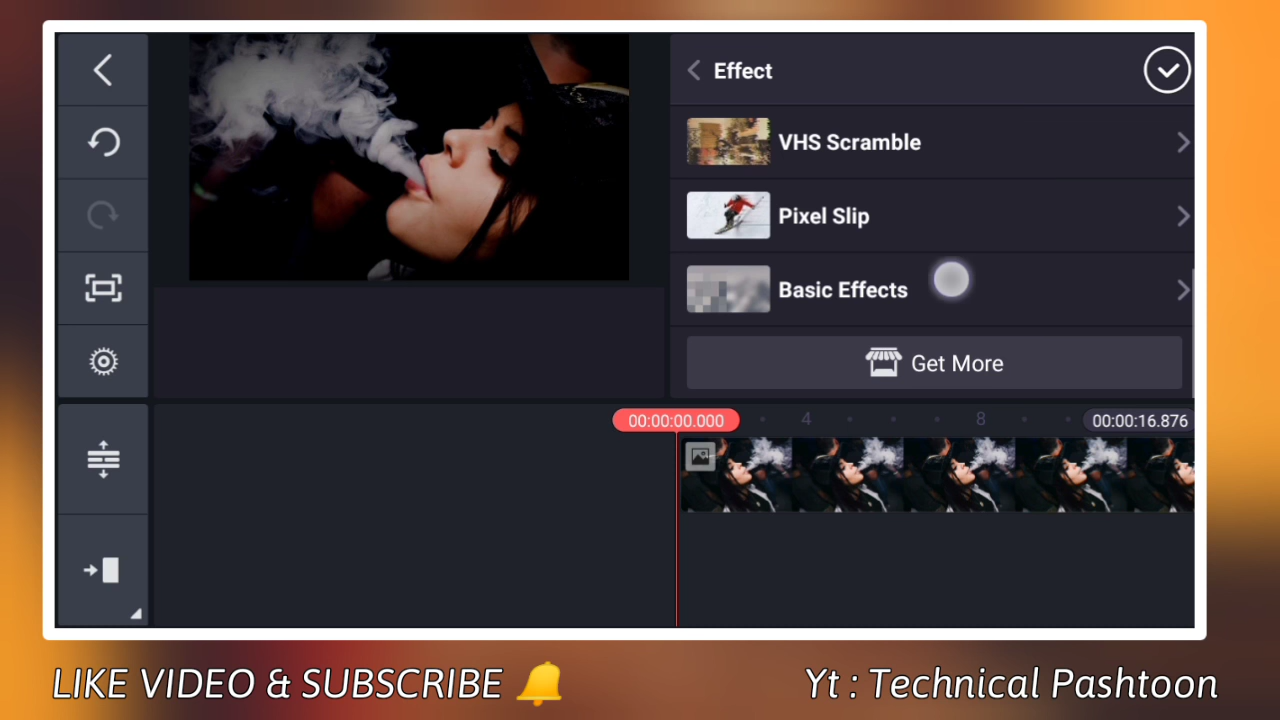 Effect
VHS Scramble
Pixel Slip
Basic Effects
Get More
00:00:00.000
4
8
00:00:16.876
LIKE VIDEO & SUBSCRIBE 🔔
Yt : Technical Pashtoon